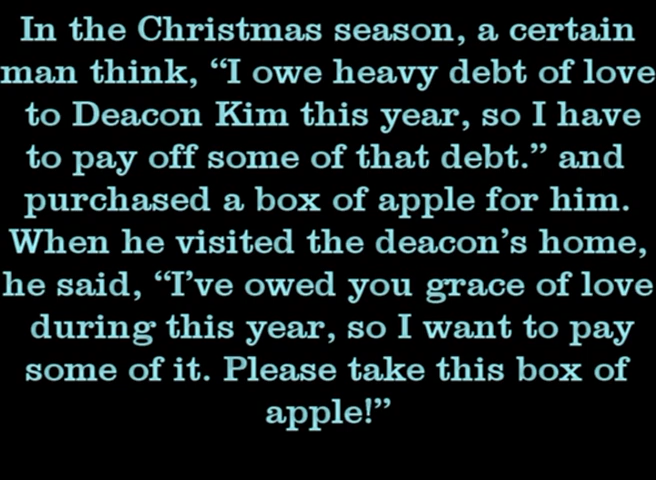 In the Christmas season, a certain
man think, “I owe heavy debt of love
to Deacon Kim this year, so I have
to pay off some of that debt.” and
purchased a box of apple for him.
When he visited the deacon’s home,
he said, “I’ve owed you grace of love
during this year, so I want to pay
some of it. Please take this box of
apple!”